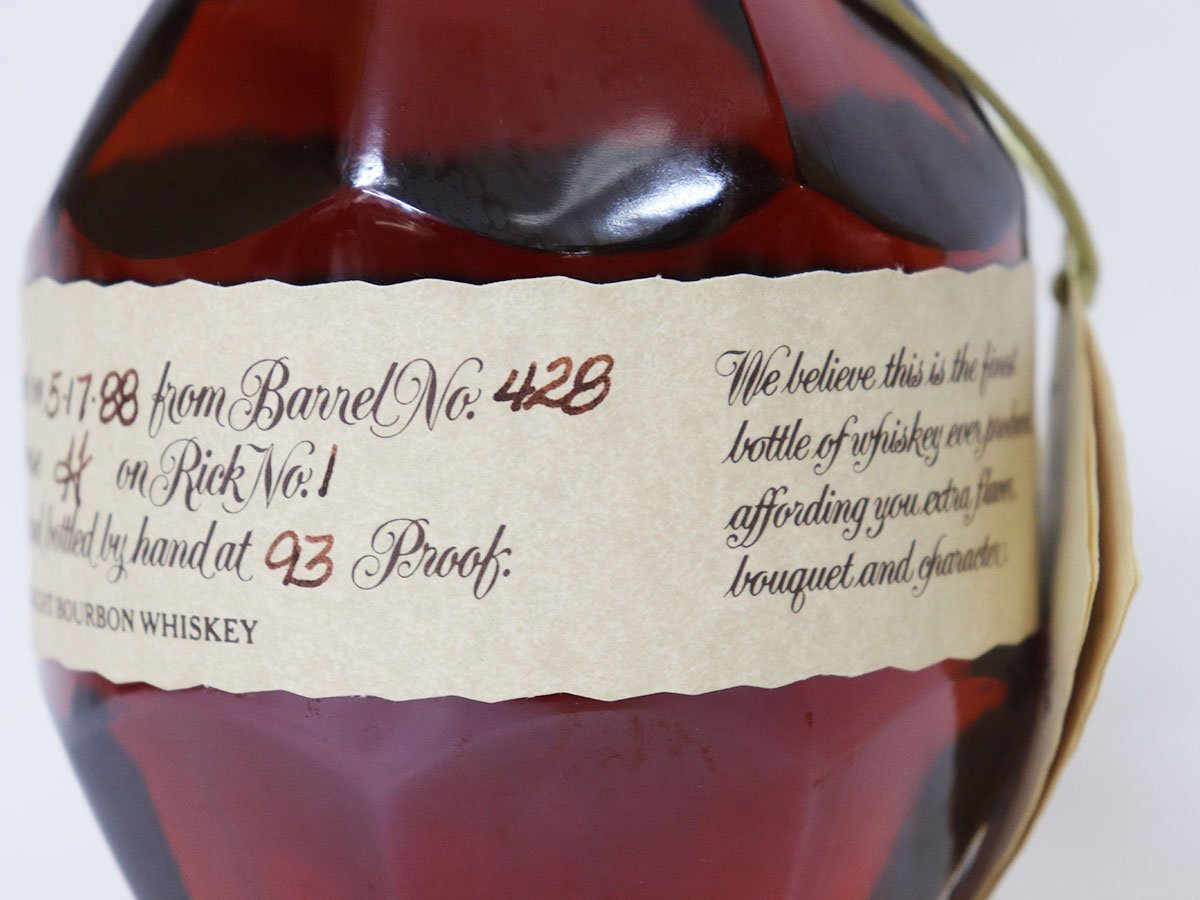 5·17·88 from Barrel No. 428
H on Rick No. 1
bottled by hand at 93 Proof.
BOURBON WHISKEY
We believe this is the finest
bottle of whiskey ever
affording you extra flavor,
bouquet and character.